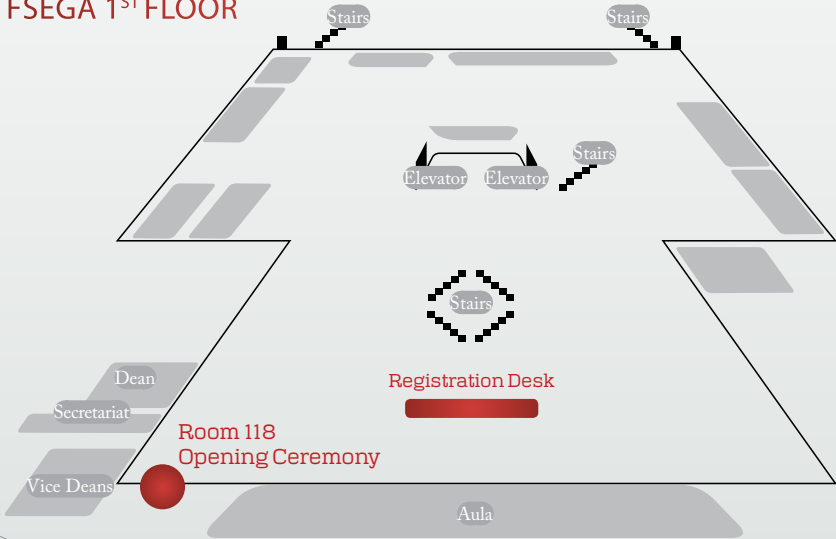 FSEGA 1ST FLOOR
Stairs
Stairs
Stairs
Elevator
Elevator
Stairs
Registration Desk
Dean
Secretariat
Room 118
Opening Ceremony
Vice Deans
Aula